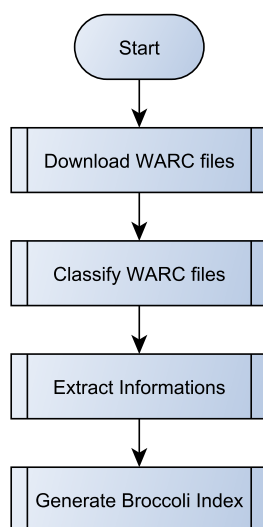 Start
Download WARC files
Classify WARC files
Extract Informations
Generate Broccoli Index